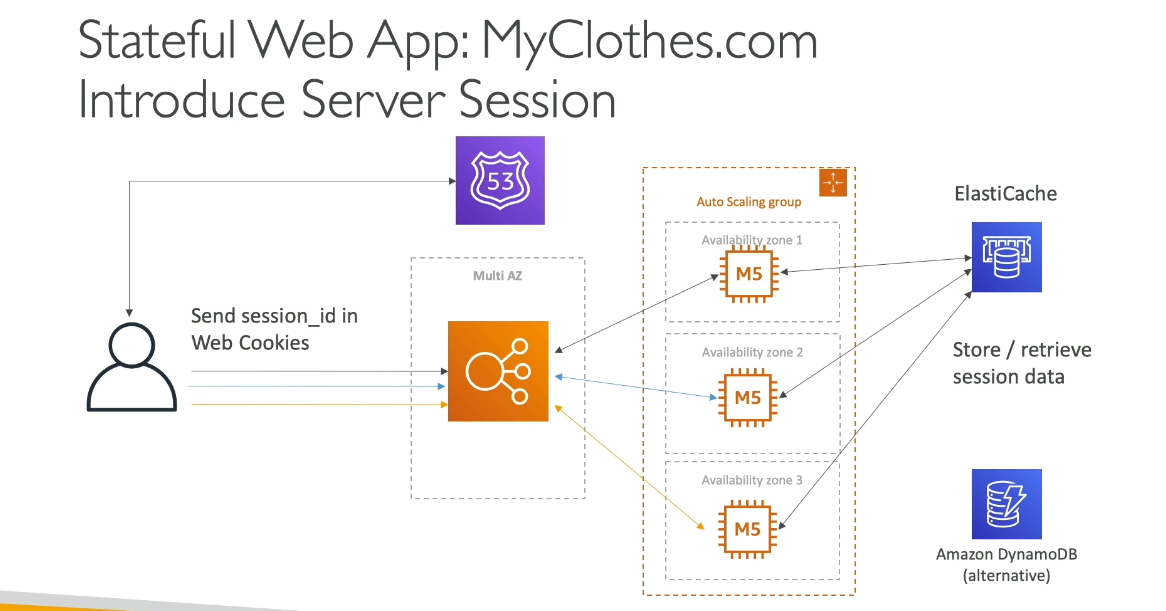 Stateful Web App: MyClothes.com
Introduce Server Session
53
Auto Scaling group
ElastiCache
Availability zone 1
M5
Multi AZ
Send session_id in
Web Cookies
Availability zone 2
M5
Store / retrieve
session data
Availability zone 3
M5
Amazon DynamoDB
(alternative)